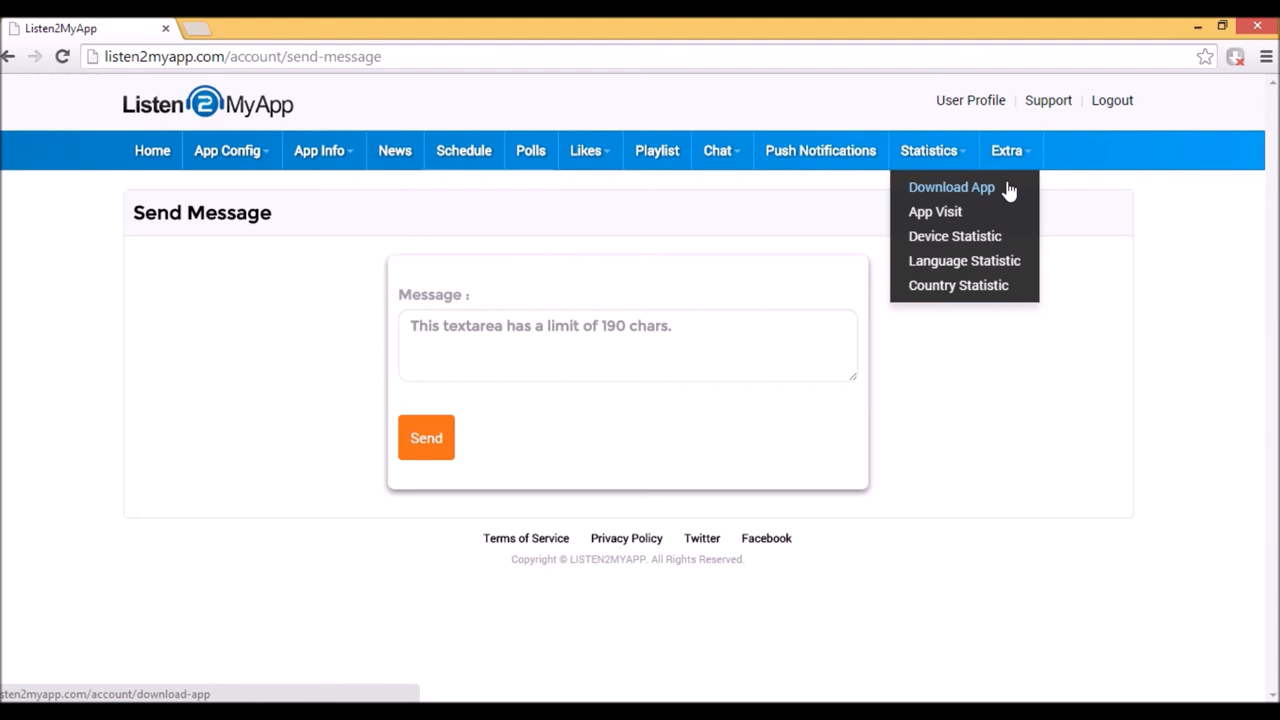 Listen2MyApp
listen2myapp.com/account/send-message
Listen 2 MyApp
User Profile Support Logout
Home App Config App Info News Schedule Polls Likes Playlist Chat Push Notifications Statistics Extra
Download App
App Visit
Device Statistic
Language Statistic
Country Statistic
Send Message
Message :
This textarea has a limit of 190 chars.
Send
Terms of Service Privacy Policy Twitter Facebook
Copyright © LISTEN2MYAPP. All Rights Reserved.
sten2myapp.com/account/download-app